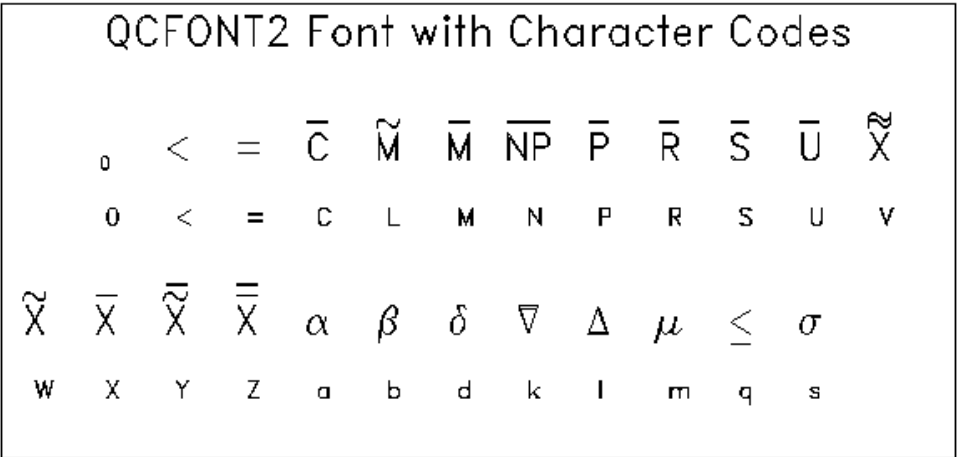 QCFONT2 Font with Character Codes
₀ < = C̅ M̃ M̅ N̅P̅ P̅ R̅ S̅ U̅ X̃̃
0 < = C L M N P R S U V
X̃ X̅ X̃̅ X̿ α β δ ∇ Δ μ ≤ σ
W X Y Z a b d k l m q s